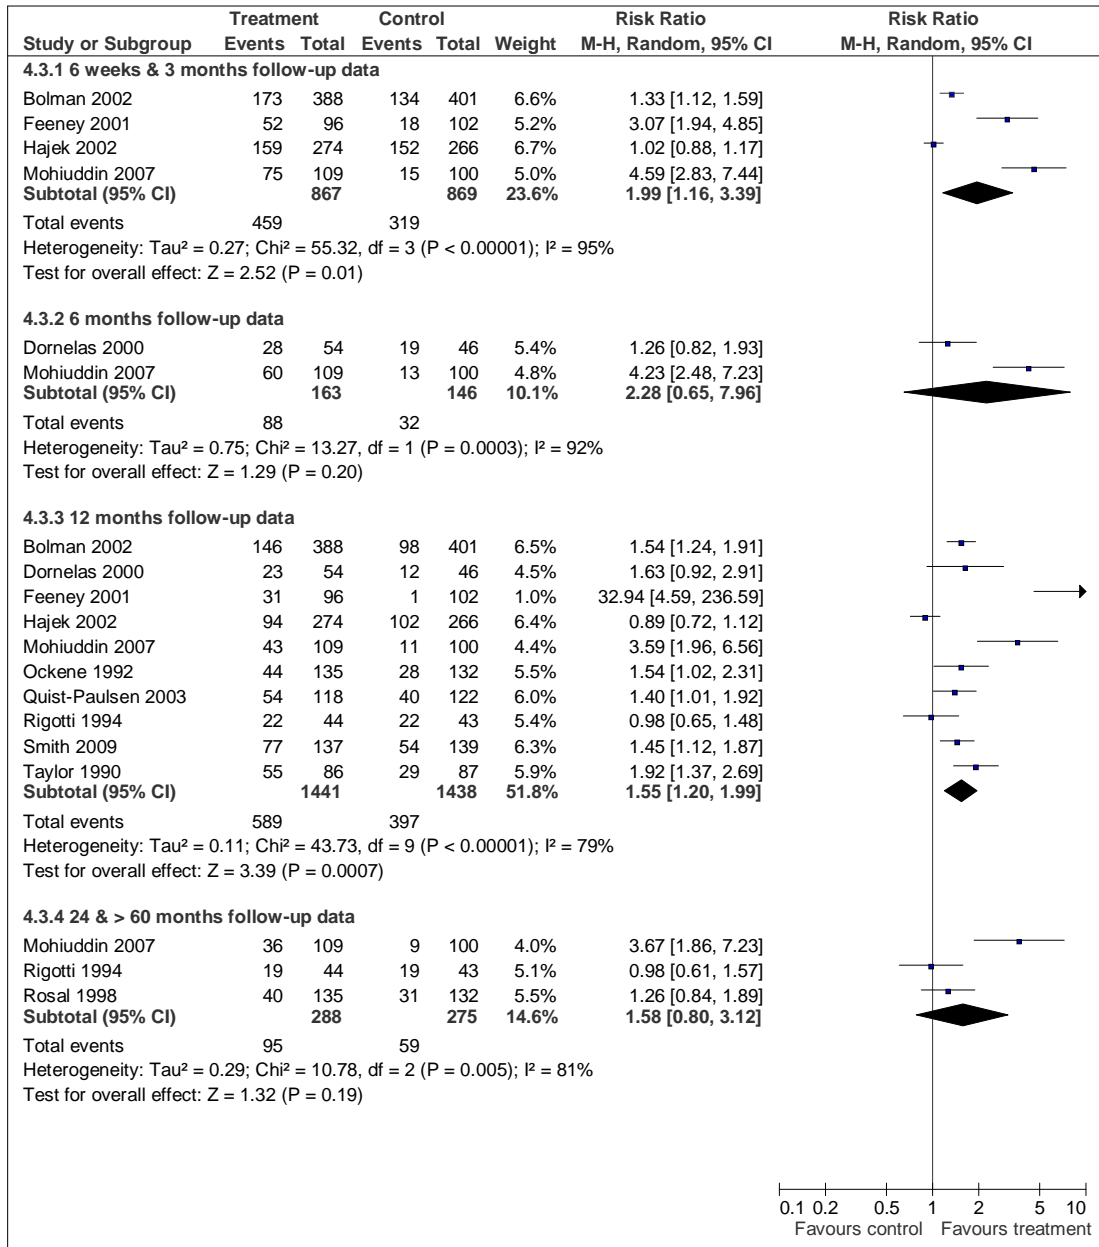 Treatment Control Risk Ratio Risk Ratio
Study or Subgroup Events Total Events Total Weight M-H, Random, 95% CI M-H, Random, 95% CI
4.3.1 6 weeks & 3 months follow-up data
Bolman 2002 173 388 134 401 6.6% 1.33 [1.12, 1.59]
Feeney 2001 52 96 18 102 5.2% 3.07 [1.94, 4.85]
Hajek 2002 159 274 152 266 6.7% 1.02 [0.88, 1.17]
Mohiuddin 2007 75 109 15 100 5.0% 4.59 [2.83, 7.44]
Subtotal (95% CI) 867 869 23.6% 1.99 [1.16, 3.39]
Total events 459 319
Heterogeneity: Tau² = 0.27; Chi² = 55.32, df = 3 (P < 0.00001); I² = 95%
Test for overall effect: Z = 2.52 (P = 0.01)
4.3.2 6 months follow-up data
Dornelas 2000 28 54 19 46 5.4% 1.26 [0.82, 1.93]
Mohiuddin 2007 60 109 13 100 4.8% 4.23 [2.48, 7.23]
Subtotal (95% CI) 163 146 10.1% 2.28 [0.65, 7.96]
Total events 88 32
Heterogeneity: Tau² = 0.75; Chi² = 13.27, df = 1 (P = 0.0003); I² = 92%
Test for overall effect: Z = 1.29 (P = 0.20)
4.3.3 12 months follow-up data
Bolman 2002 146 388 98 401 6.5% 1.54 [1.24, 1.91]
Dornelas 2000 23 54 12 46 4.5% 1.63 [0.92, 2.91]
Feeney 2001 31 96 1 102 1.0% 32.94 [4.59, 236.59]
Hajek 2002 94 274 102 266 6.4% 0.89 [0.72, 1.12]
Mohiuddin 2007 43 109 11 100 4.4% 3.59 [1.96, 6.56]
Ockene 1992 44 135 28 132 5.5% 1.54 [1.02, 2.31]
Quist-Paulsen 2003 54 118 40 122 6.0% 1.40 [1.01, 1.92]
Rigotti 1994 22 44 22 43 5.4% 0.98 [0.65, 1.48]
Smith 2009 77 137 54 139 6.3% 1.45 [1.12, 1.87]
Taylor 1990 55 86 29 87 5.9% 1.92 [1.37, 2.69]
Subtotal (95% CI) 1441 1438 51.8% 1.55 [1.20, 1.99]
Total events 589 397
Heterogeneity: Tau² = 0.11; Chi² = 43.73, df = 9 (P < 0.00001); I² = 79%
Test for overall effect: Z = 3.39 (P = 0.0007)
4.3.4 24 & > 60 months follow-up data
Mohiuddin 2007 36 109 9 100 4.0% 3.67 [1.86, 7.23]
Rigotti 1994 19 44 19 43 5.1% 0.98 [0.61, 1.57]
Rosal 1998 40 135 31 132 5.5% 1.26 [0.84, 1.89]
Subtotal (95% CI) 288 275 14.6% 1.58 [0.80, 3.12]
Total events 95 59
Heterogeneity: Tau² = 0.29; Chi² = 10.78, df = 2 (P = 0.005); I² = 81%
Test for overall effect: Z = 1.32 (P = 0.19)
0.1 0.2 0.5 1 2 5 10
Favours control Favours treatment